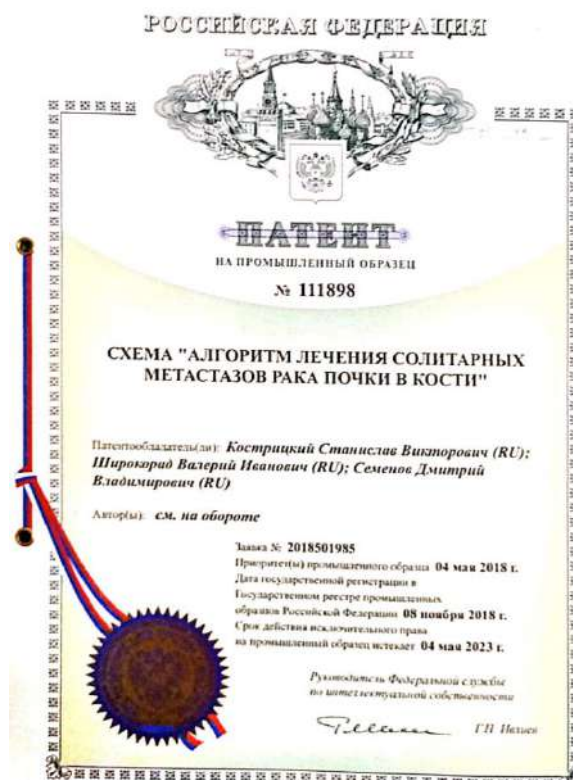 РОССИЙСКАЯ ФЕДЕРАЦИЯ
ПАТЕНТ
НА ПРОМЫШЛЕННЫЙ ОБРАЗЕЦ
№ 111898
СХЕМА "АЛГОРИТМ ЛЕЧЕНИЯ СОЛИТАРНЫХ
МЕТАСТАЗОВ РАКА ПОЧКИ В КОСТИ"
Патентообладатель(ли): Кострицкий Станислав Викторович (RU);
Широкорад Валерий Иванович (RU); Семенов Дмитрий
Владимирович (RU)
Автор(ы): см. на обороте
Заявка № 2018501985
Приоритет(ы) промышленного образца 04 мая 2018 г.
Дата государственной регистрации в
Государственном реестре промышленных
образцов Российской Федерации 08 ноября 2018 г.
Срок действия исключительного права
на промышленный образец истекает 04 мая 2023 г.
Руководитель Федеральной службы
по интеллектуальной собственности
Г.П. Ивлиев